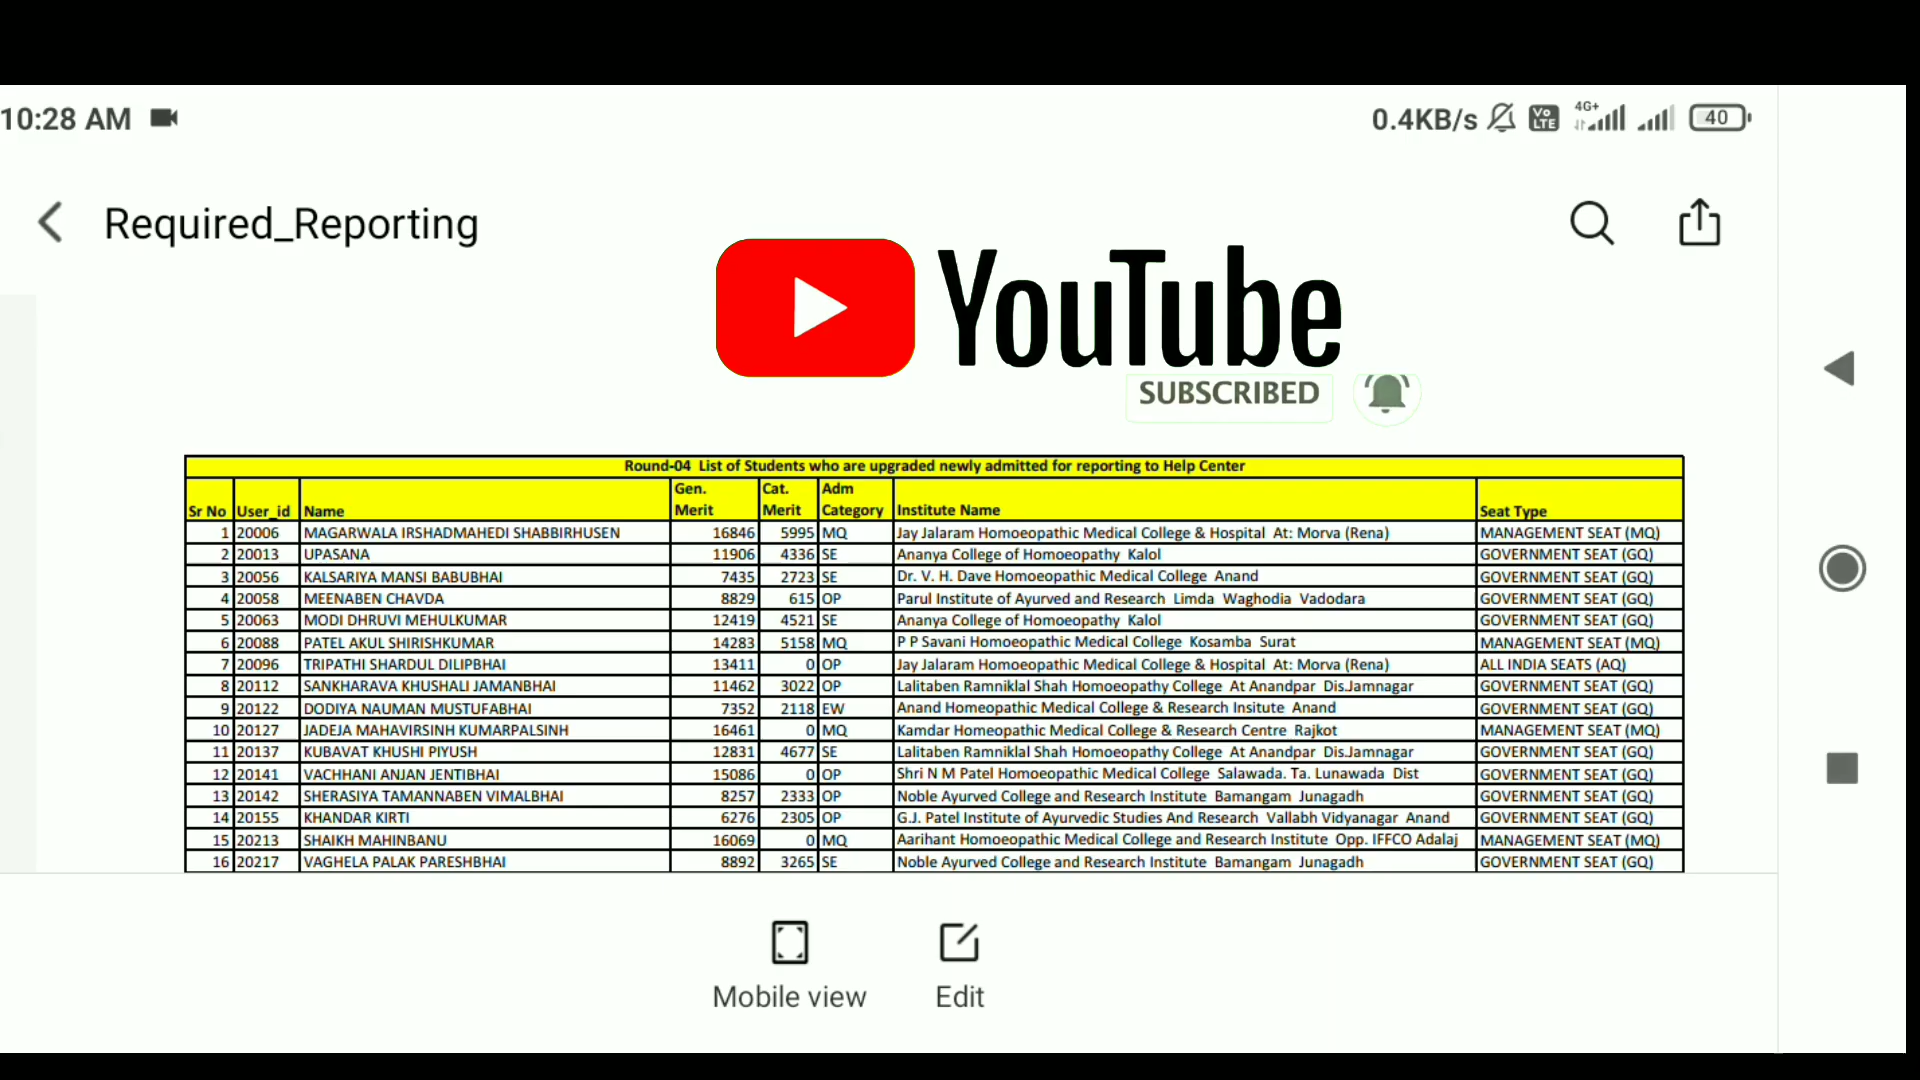 10:28 AM 0.4KB/s Vo LTE 4G+ 40
Required_Reporting
YouTube
SUBSCRIBED
Round-04 List of Students who are upgraded newly admitted for reporting to Help Center
Sr No User_id Name Gen. Merit Cat. Merit Adm Category Institute Name Seat Type
1 20006 MAGARWALA IRSHADMAHEDI SHABBIRHUSEN 16846 5995 MQ Jay Jalaram Homoeopathic Medical College & Hospital At: Morva (Rena) MANAGEMENT SEAT (MQ)
2 20013 UPASANA 11906 4336 SE Ananya College of Homoeopathy Kalol GOVERNMENT SEAT (GQ)
3 20056 KALSARIYA MANSI BABUBHAI 7435 2723 SE Dr. V. H. Dave Homoeopathic Medical College Anand GOVERNMENT SEAT (GQ)
4 20058 MEENABEN CHAVDA 8829 615 OP Parul Institute of Ayurved and Research Limda Waghodia Vadodara GOVERNMENT SEAT (GQ)
5 20063 MODI DHRUVI MEHULKUMAR 12419 4521 SE Ananya College of Homoeopathy Kalol GOVERNMENT SEAT (GQ)
6 20088 PATEL AKUL SHIRISHKUMAR 14283 5158 MQ P P Savani Homoeopathic Medical College Kosamba Surat MANAGEMENT SEAT (MQ)
7 20096 TRIPATHI SHARDUL DILIPBHAI 13411 0 OP Jay Jalaram Homoeopathic Medical College & Hospital At: Morva (Rena) ALL INDIA SEATS (AQ)
8 20112 SANKHARAVA KHUSHALI JAMANBHAI 11462 3022 OP Lalitaben Ramniklal Shah Homoeopathy College At Anandpar Dis.Jamnagar GOVERNMENT SEAT (GQ)
9 20122 DODIYA NAUMAN MUSTUFABHAI 7352 2118 EW Anand Homeopathic Medical College & Research Insitute Anand GOVERNMENT SEAT (GQ)
10 20127 JADEJA MAHAVIRSINH KUMARPALSINH 16461 0 MQ Kamdar Homeopathic Medical College & Research Centre Rajkot MANAGEMENT SEAT (MQ)
11 20137 KUBAVAT KHUSHI PIYUSH 12831 4677 SE Lalitaben Ramniklal Shah Homoeopathy College At Anandpar Dis.Jamnagar GOVERNMENT SEAT (GQ)
12 20141 VACHHANI ANJAN JENTIBHAI 15086 0 OP Shri N M Patel Homoeopathic Medical College Salawada. Ta. Lunawada Dist GOVERNMENT SEAT (GQ)
13 20142 SHERASIYA TAMANNABEN VIMALBHAI 8257 2333 OP Noble Ayurved College and Research Institute Bamangam Junagadh GOVERNMENT SEAT (GQ)
14 20155 KHANDAR KIRTI 6276 2305 OP G.J. Patel Institute of Ayurvedic Studies And Research Vallabh Vidyanagar Anand GOVERNMENT SEAT (GQ)
15 20213 SHAIKH MAHINBANU 16069 0 MQ Aarihant Homoeopathic Medical College and Research Institute Opp. IFFCO Adalaj MANAGEMENT SEAT (MQ)
16 20217 VAGHELA PALAK PARESHBHAI 8892 3265 SE Noble Ayurved College and Research Institute Bamangam Junagadh GOVERNMENT SEAT (GQ)
Mobile view Edit